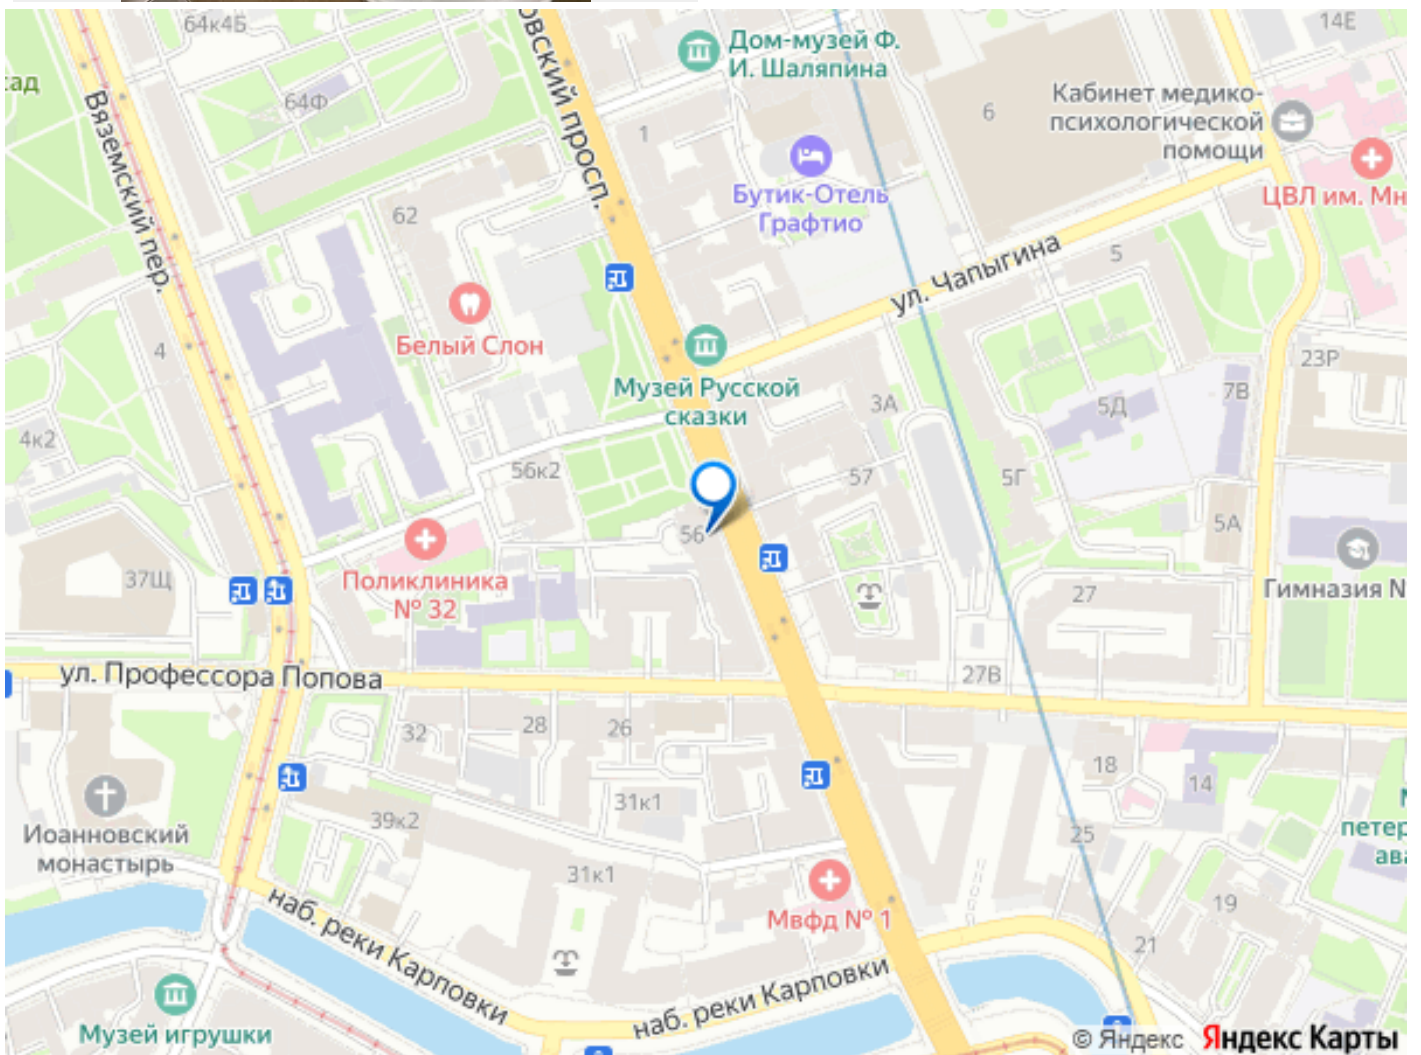 64к4Б
14Е
Дом-музей Ф.
И. Шаляпина
сад
64Ф
Кабинет медико-
психологической
помощи
6
1
овский просп.
Вяземский пер.
Бутик-Отель
Графтио
ЦВЛ им. Мн
62
ул. Чапыгина
5
Белый Слон
4
Музей Русской
сказки
23Р
7В
3А
5Д
4к2
56к2
57
5Г
5А
56
37Щ
Поликлиника
№ 32
27
Гимназия N
ул. Профессора Попова
27В
32
28
26
18
14
31к1
Иоанновский
монастырь
39к2
25
петер
ава
31к1
Мвфд № 1
19
21
наб. реки Карповки
наб. реки Карповки
Музей игрушки
© Яндекс Яндекс Карты